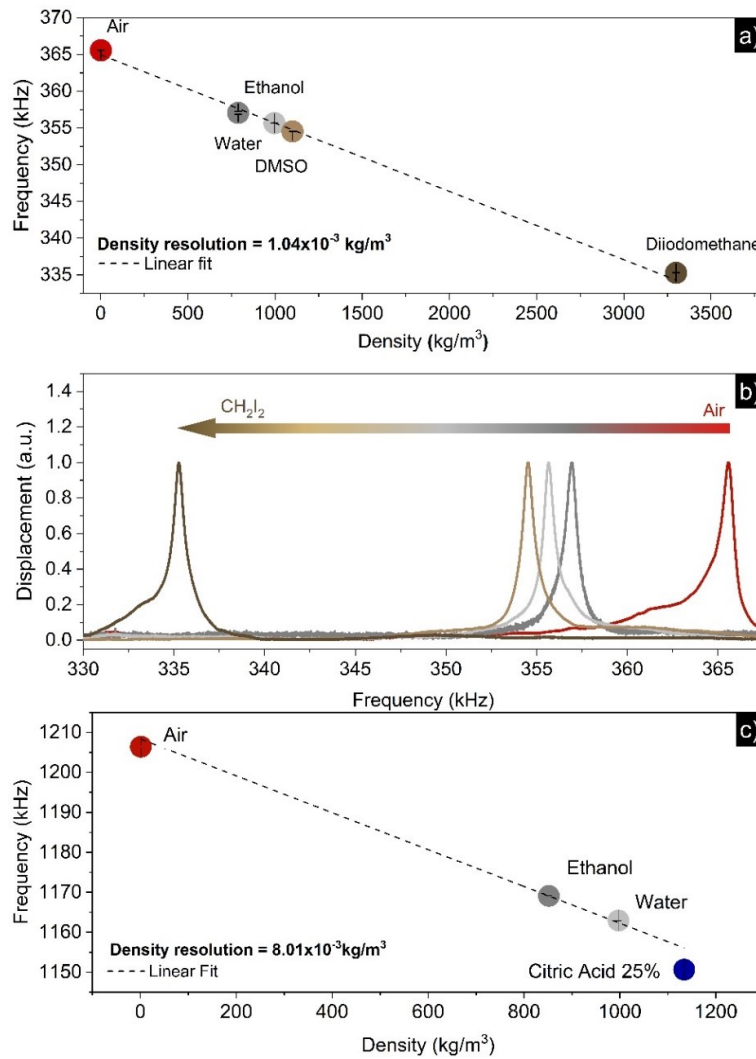 a)
370
365
360
355
350
345
340
335
Frequency (kHz)
Air
Ethanol
Water
DMSO
Diiodomethane
Density resolution = 1.04x10⁻³ kg/m³
Linear fit
0 500 1000 1500 2000 2500 3000 3500
Density (kg/m³)
b)
1.4
1.2
1.0
0.8
0.6
0.4
0.2
0.0
Displacement (a.u.)
CH₂I₂
Air
330 335 340 345 350 355 360 365
Frequency (kHz)
c)
1210
1200
1190
1180
1170
1160
1150
Frequency (kHz)
Air
Ethanol
Water
Citric Acid 25%
Density resolution = 8.01x10⁻³kg/m³
Linear Fit
0 200 400 600 800 1000 1200
Density (kg/m³)